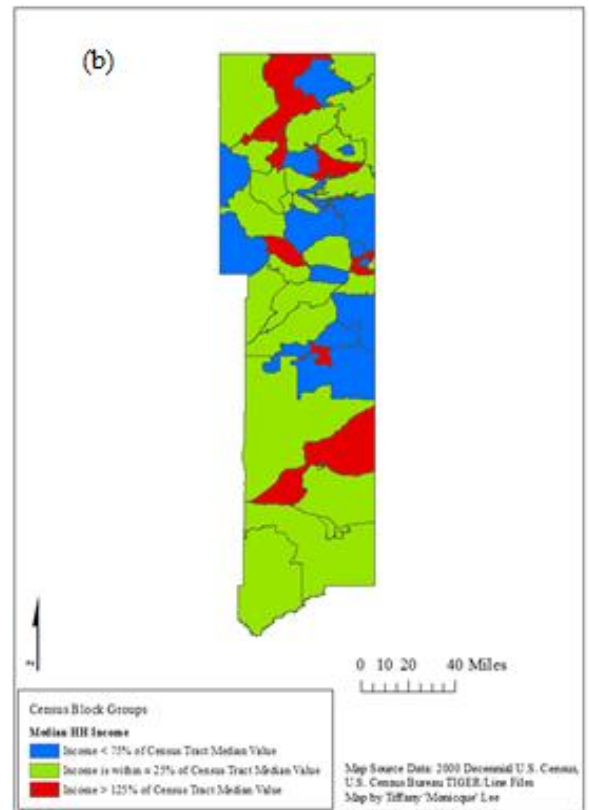 (b)
0 10 20 40 Miles
Census Block Groups
Median HH Income
Income < 75% of Census Tract Median Value
Income is within ± 25% of Census Tract Median Value
Income > 125% of Census Tract Median Value
Map Source Data: 2000 Decennial U.S. Census,
U.S. Census Bureau TIGER/Line Files
Map by Tiffany 'Monicque' Lee